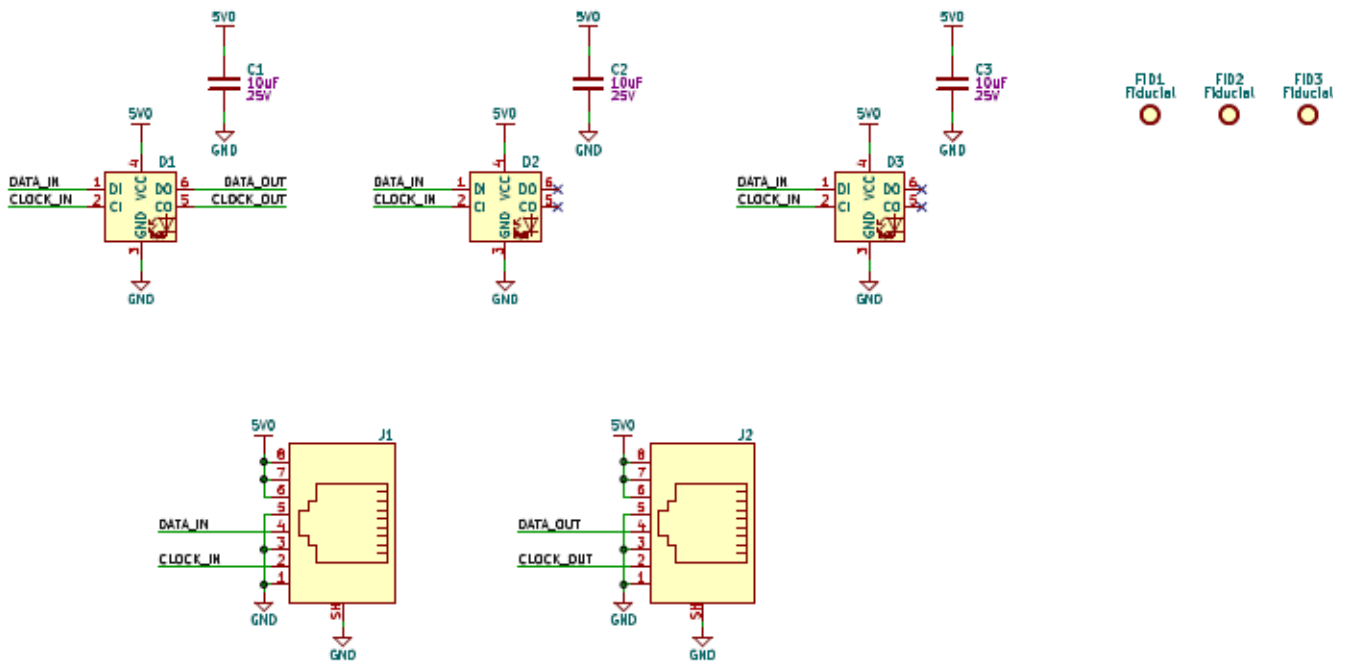 5V0
C1
10uF
25V
GND
5V0
C2
10uF
25V
GND
5V0
C3
10uF
25V
GND
FID1
Fiducial
FID2
Fiducial
FID3
Fiducial
5V0
4
D1
DATA_IN 1 DI VCC DO 6 DATA_OUT
CLOCK_IN 2 CI GND CO 5 CLOCK_OUT
3
GND
5V0
4
D2
DATA_IN 1 DI VCC DO 6
CLOCK_IN 2 CI GND CO 5
3
GND
5V0
4
D3
DATA_IN 1 DI VCC DO 6
CLOCK_IN 2 CI GND CO 5
3
GND
5V0
J1
8
7
6
5
DATA_IN 4
3
CLOCK_IN 2
1
GND
SH
GND
5V0
J2
8
7
6
5
DATA_OUT 4
3
CLOCK_OUT 2
1
GND
SH
GND